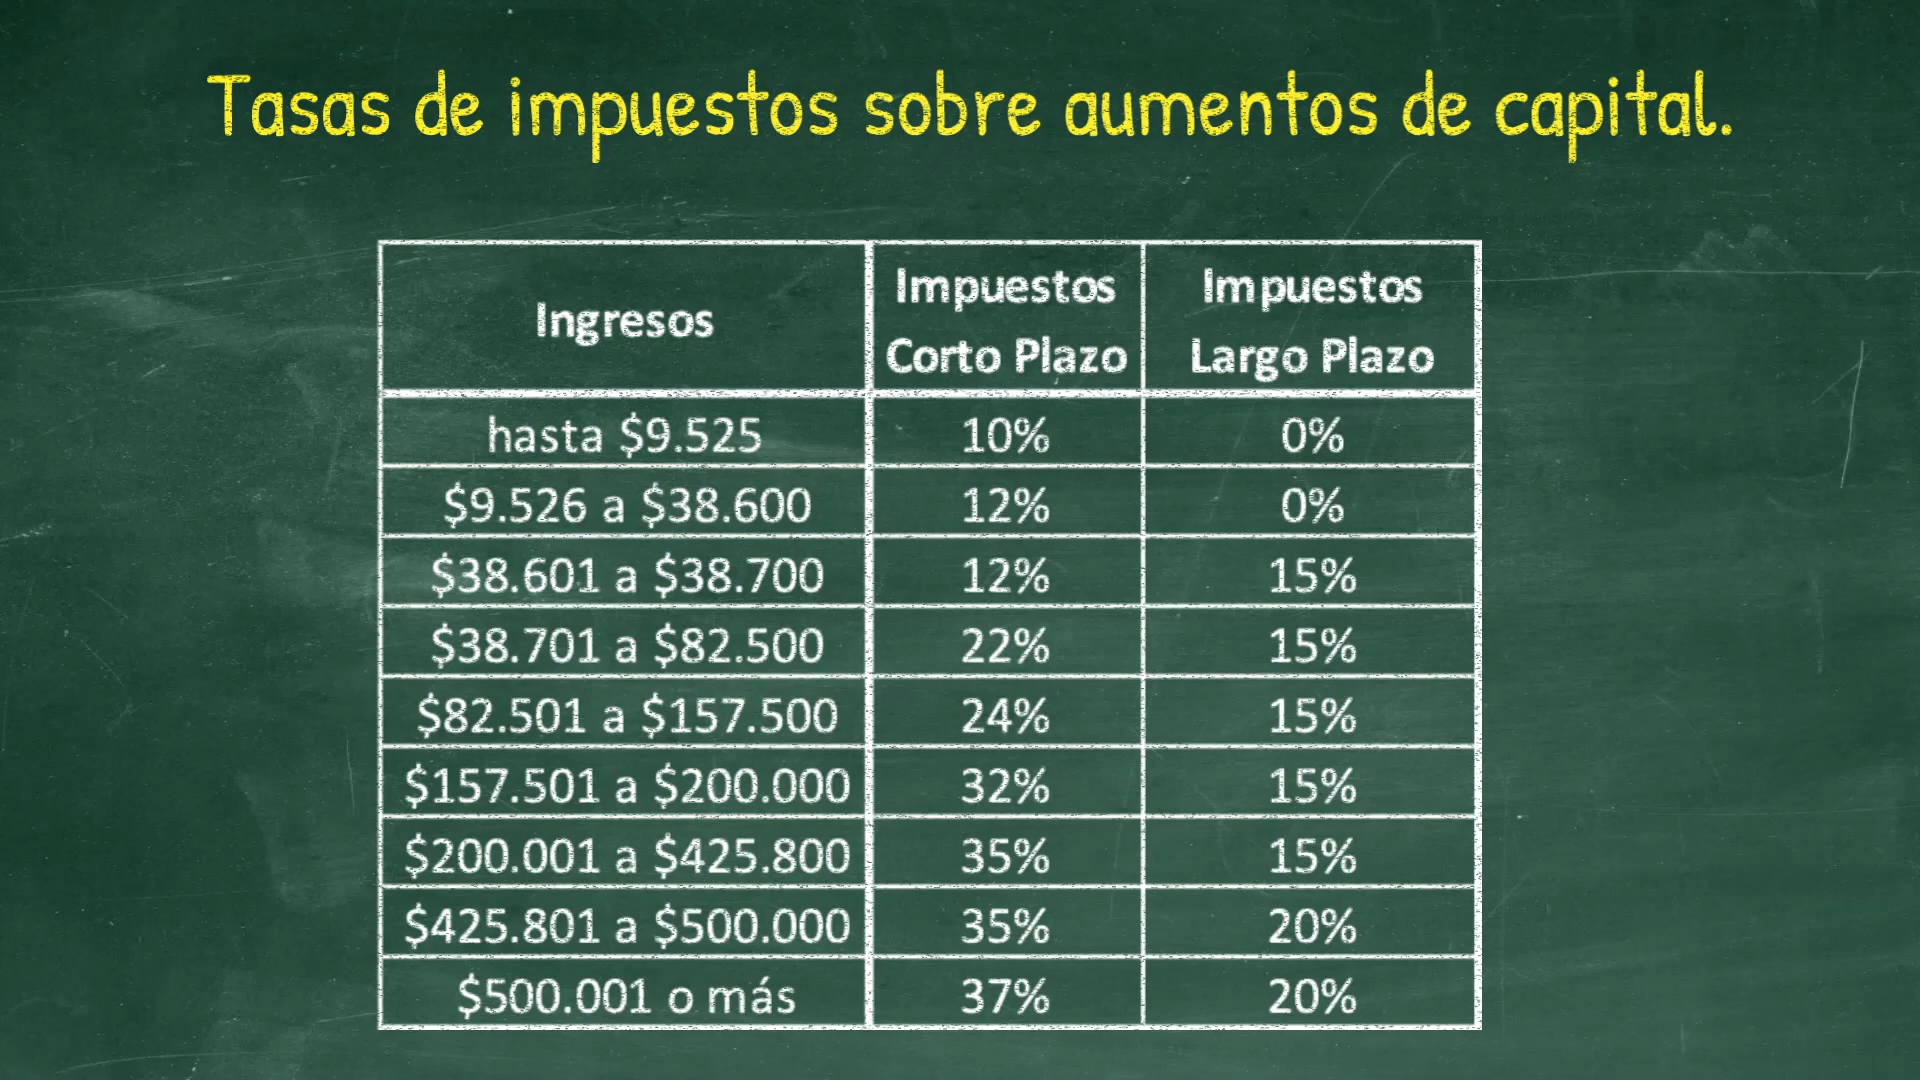 Tasas de impuestos sobre aumentos de capital.
Ingresos Impuestos Corto Plazo Impuestos Largo Plazo
hasta $9.525 10% 0%
$9.526 a $38.600 12% 0%
$38.601 a $38.700 12% 15%
$38.701 a $82.500 22% 15%
$82.501 a $157.500 24% 15%
$157.501 a $200.000 32% 15%
$200.001 a $425.800 35% 15%
$425.801 a $500.000 35% 20%
$500.001 o más 37% 20%